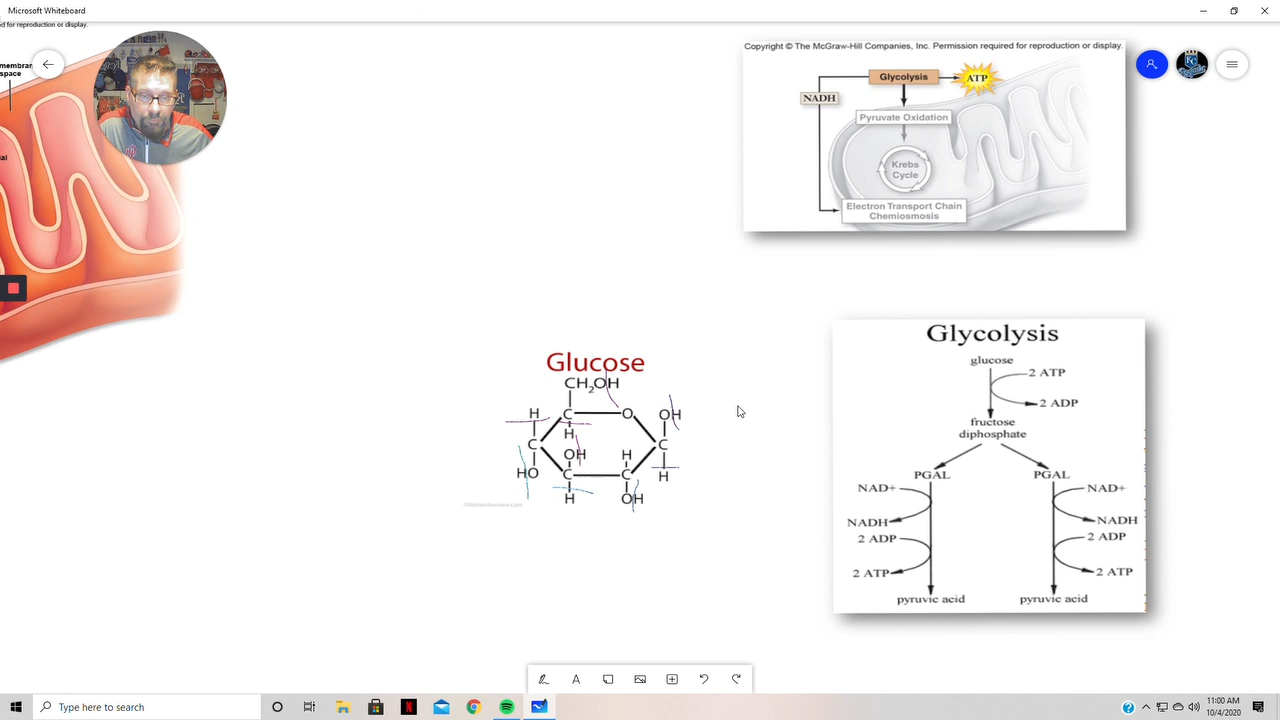 Microsoft Whiteboard
d for reproduction or display.
membran
space
ial
Copyright © The McGraw-Hill Companies, Inc. Permission required for reproduction or display.
Glycolysis
ATP
NADH
Pyruvate Oxidation
Krebs
Cycle
Electron Transport Chain
Chemiosmosis
Glucose
CH2OH
H
C
O
OH
H
C
OH
H
C
HO
C
C
H
H
OH
Glycolysis
glucose
2 ATP
2 ADP
fructose
diphosphate
PGAL
PGAL
NAD+
NAD+
NADH
NADH
2 ADP
2 ADP
2 ATP
2 ATP
pyruvic acid
pyruvic acid
A
Type here to search
N
11:00 AM
10/4/2020